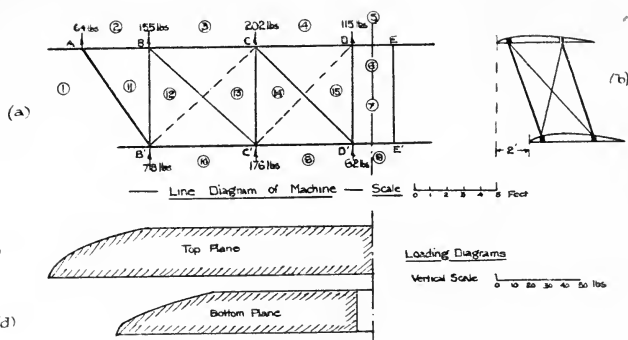 64 lbs ② 155 lbs ③ 202 lbs ④ 115 lbs ⑤
A B C D E
① ⑪ ⑫ ⑬ ⑭ ⑮ ⑥ ⑦
(a) (b)
B' C' D' E'
78 lbs ⑩ 176 lbs ⑧ 62 lbs
2'
— Line Diagram of Machine — Scale 0 1 2 3 4 5 Feet
Top Plane
Loading Diagrams
Vertical Scale 0 10 20 30 40 50 lbs
Bottom Plane
(d)